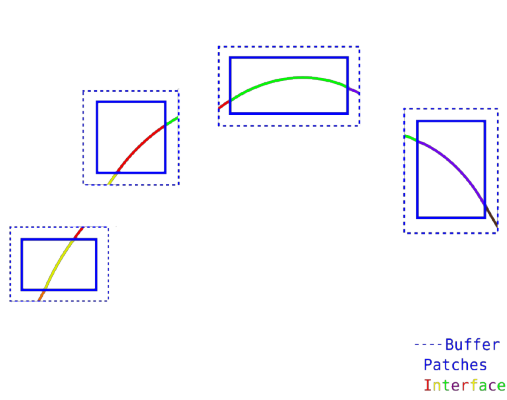 ----Buffer
Patches
Interface